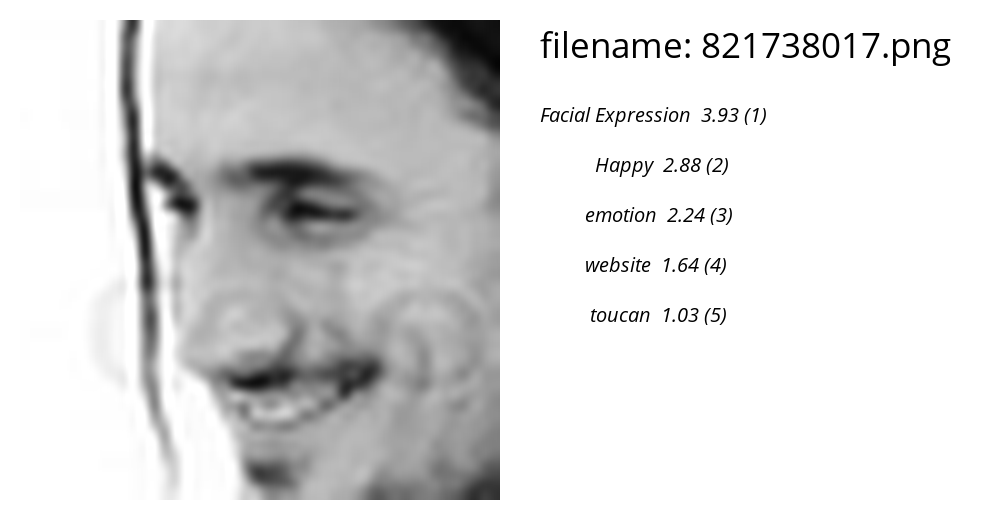 filename: 821738017.png
Facial Expression 3.93 (1)
Happy 2.88 (2)
emotion 2.24 (3)
website 1.64 (4)
toucan 1.03 (5)